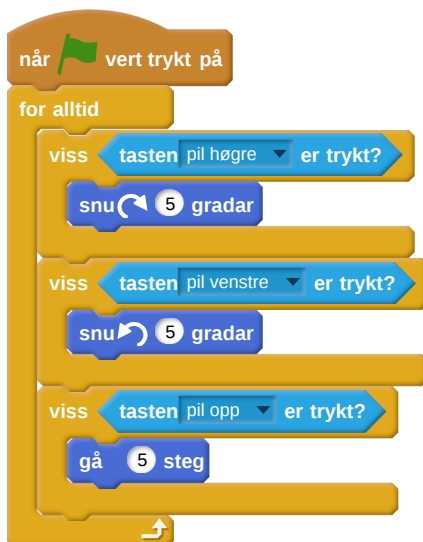 når vert trykt på
for alltid
viss tasten pil høgre er trykt?
snu 5 gradar
viss tasten pil venstre er trykt?
snu 5 gradar
viss tasten pil opp er trykt?
gå 5 steg